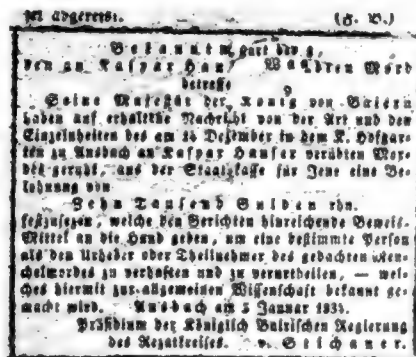 ist abgereist. (F. B.)
Bekanntmachung,
den an Kaspar Hauser verübten Mord
betreffend
Seine Majestät der König von Baiern
haben auf erhaltene Nachricht von der Art und den
Einzelnheiten des am 14 Dezember in dem K. Hofgar
ten zu Ansbach an Kaspar Hauser verübten Mor
des geruht, aus der Staatskasse für Jene eine Be
lohnung von
Zehn Tausend Gulden rhn.
festzusezen, welche den Gerichten hinreichende Beweis-
Mittel an die Hand geben, um eine bestimmte Person
als den Urheber oder Theilnehmer des gedachten Meu
chelmordes zu verhaften und zu verurtheilen, — wel
ches hiermit zur allgemeinen Wissenschaft bekannt ge
macht wird. Ansbach am 5 Januar 1834.
Präsidium der Königlich Bairischen Regierung
des Rezatkreises. v. Stichaner.